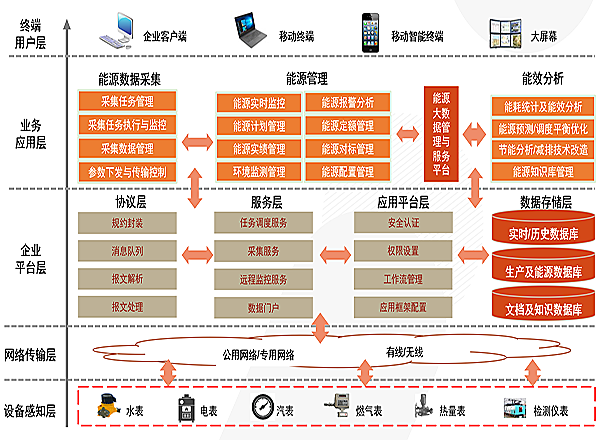 终端
用户层
企业客户端
移动终端
移动智能终端
大屏幕
业务
应用层
能源数据采集
采集任务管理
采集任务执行与监控
采集数据管理
参数下发与传输控制
能源管理
能源实时监控
能源报警分析
能源计划管理
能源定额管理
能源实绩管理
能源对标管理
环境监测管理
能源配置管理
能源
大数
据管
理与
服务
平台
能效分析
能耗统计及能效分析
能源预测/调度平衡优化
节能分析/减排技术改造
能源知识库管理
企业
平台层
协议层
规约封装
消息队列
报文解析
报文处理
服务层
任务调度服务
采集服务
远程监控服务
数据门户
应用平台层
安全认证
权限设置
工作流管理
应用框架配置
数据存储层
实时/历史数据库
生产及能源数据库
文档及知识数据库
网络传输层
公用网络/专用网络
有线/无线
设备感知层
水表
电表
汽表
燃气表
热量表
检测仪表